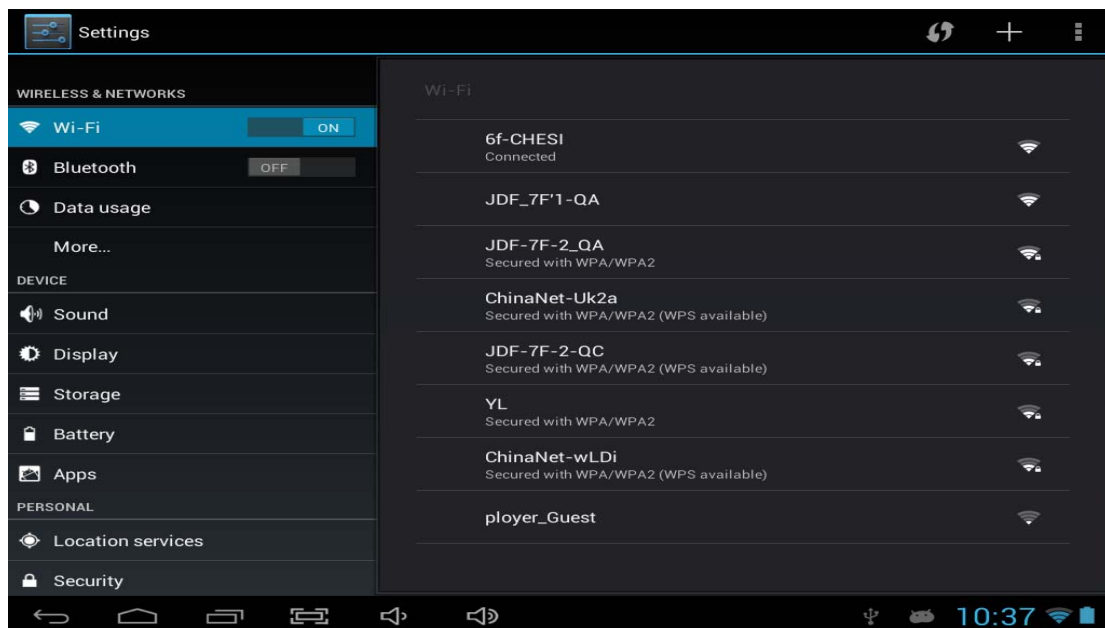 Settings
WIRELESS & NETWORKS
Wi-Fi
ON
Bluetooth
OFF
Data usage
More...
DEVICE
Sound
Display
Storage
Battery
Apps
PERSONAL
Location services
Security
Wi-Fi
6f-CHESI
Connected
JDF_7F'1-QA
JDF-7F-2_QA
Secured with WPA/WPA2
ChinaNet-Uk2a
Secured with WPA/WPA2 (WPS available)
JDF-7F-2-QC
Secured with WPA/WPA2 (WPS available)
YL
Secured with WPA/WPA2
ChinaNet-wLDi
Secured with WPA/WPA2 (WPS available)
ployer_Guest
10:37